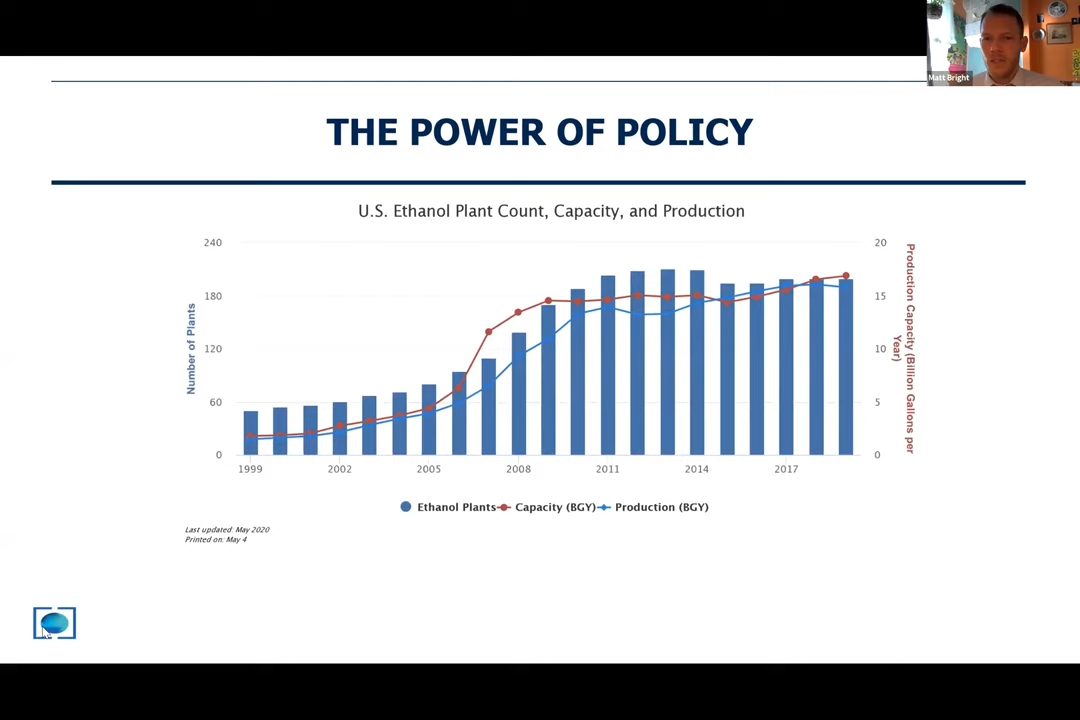 Matt Bright
THE POWER OF POLICY
U.S. Ethanol Plant Count, Capacity, and Production
240
180
120
60
0
Number of Plants
20
15
10
5
0
Production Capacity (Billion Gallons per
Year)
1999
2002
2005
2008
2011
2014
2017
Ethanol Plants
Capacity (BGY)
Production (BGY)
Last updated: May 2020
Printed on: May 4